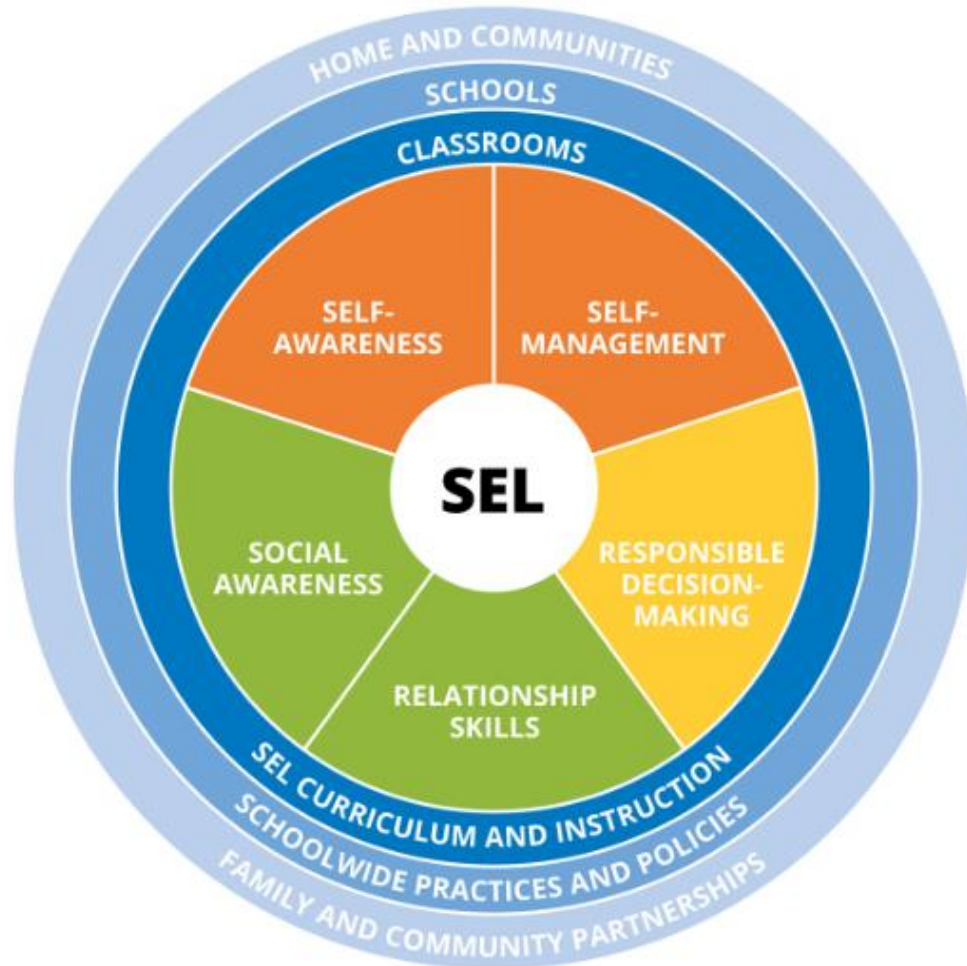 HOME AND COMMUNITIES
SCHOOLS
CLASSROOMS
SELF-
AWARENESS
SELF-
MANAGEMENT
SEL
SOCIAL
AWARENESS
RESPONSIBLE
DECISION-
MAKING
RELATIONSHIP
SKILLS
SEL CURRICULUM AND INSTRUCTION
SCHOOLWIDE PRACTICES AND POLICIES
FAMILY AND COMMUNITY PARTNERSHIPS